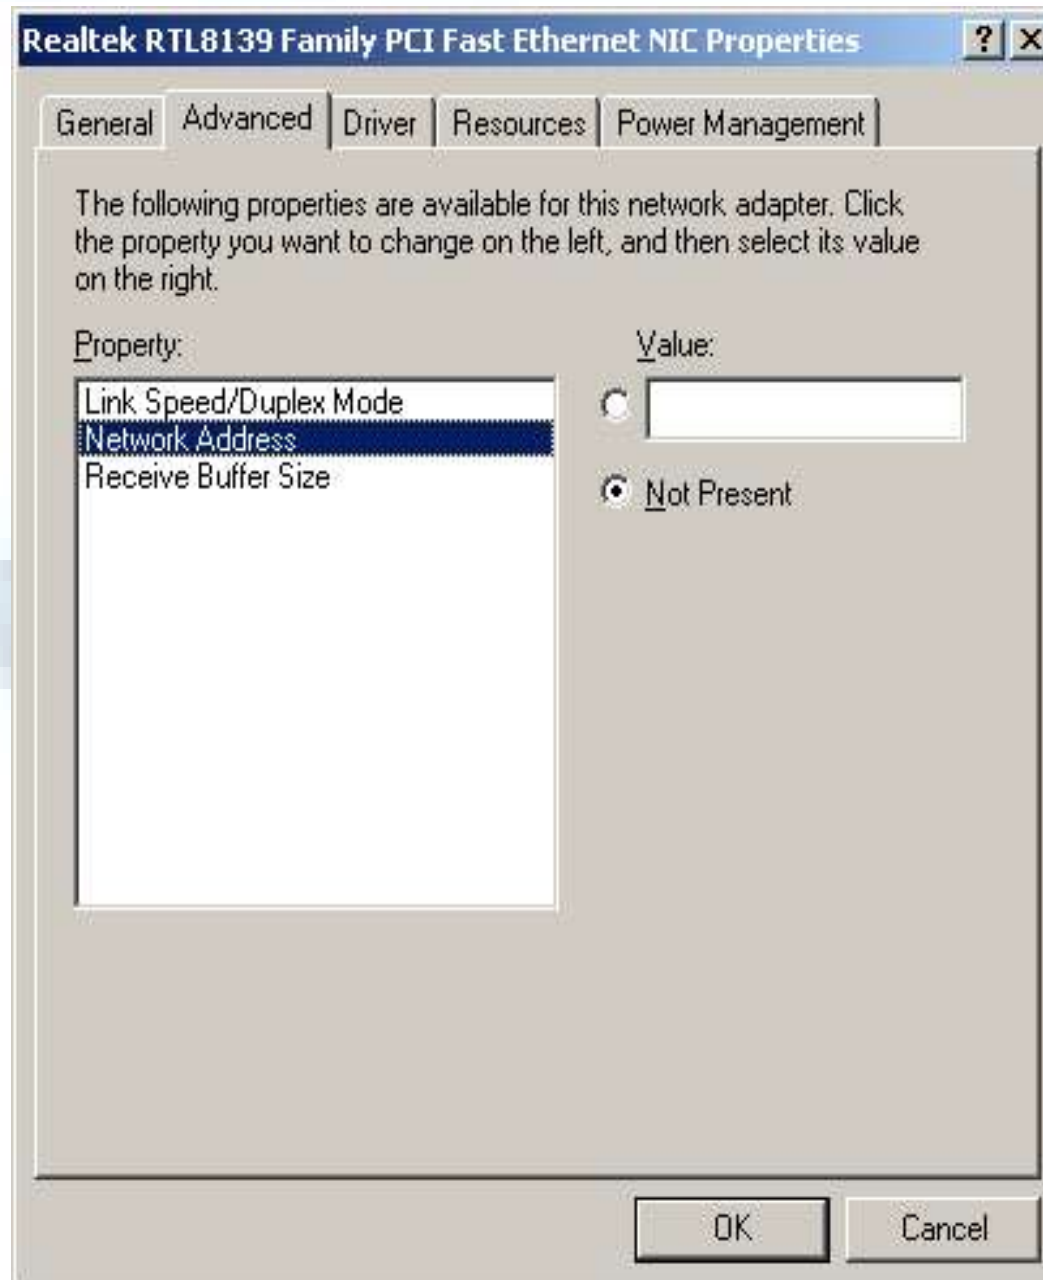 Realtek RTL8139 Family PCI Fast Ethernet NIC Properties
General Advanced Driver Resources Power Management
The following properties are available for this network adapter. Click
the property you want to change on the left, and then select its value
on the right.
Property: Value:
Link Speed/Duplex Mode
Network Address
Receive Buffer Size
Not Present
OK Cancel